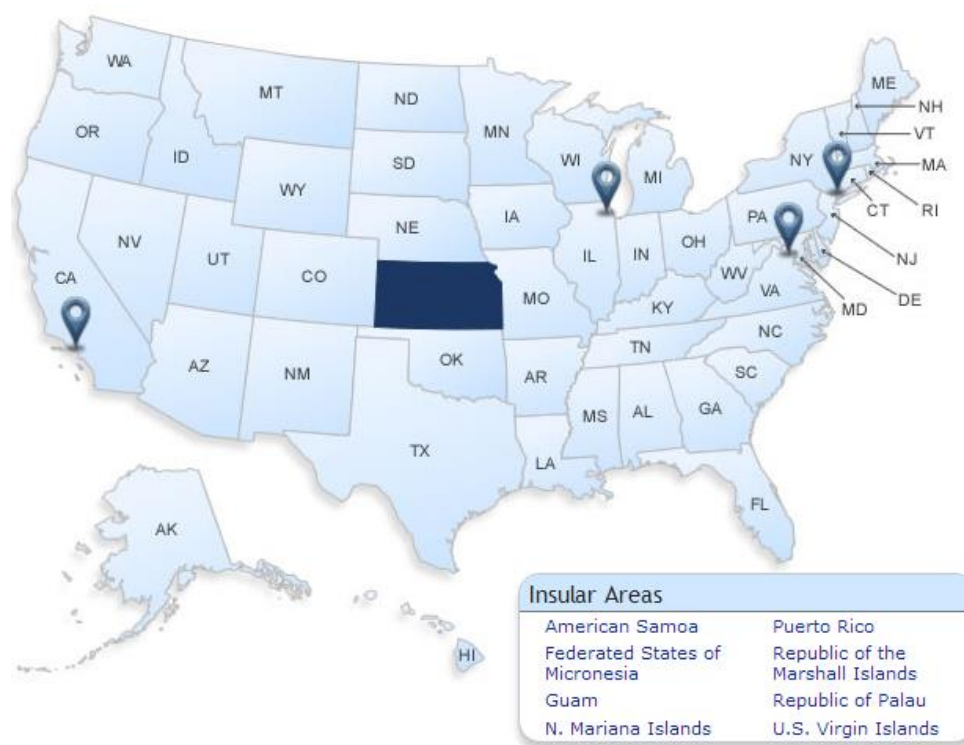 WA
MT
ND
MN
ME
NH
VT
OR
ID
SD
WI
MI
NY
MA
WY
CT
RI
IA
NE
PA
NV
UT
CO
IL
IN
OH
NJ
CA
WV
DE
MO
VA
MD
KY
NC
AZ
NM
OK
TN
AR
SC
MS
AL
GA
TX
LA
FL
AK
HI
Insular Areas
American Samoa
Puerto Rico
Federated States of
Micronesia
Republic of the
Marshall Islands
Guam
Republic of Palau
N. Mariana Islands
U.S. Virgin Islands